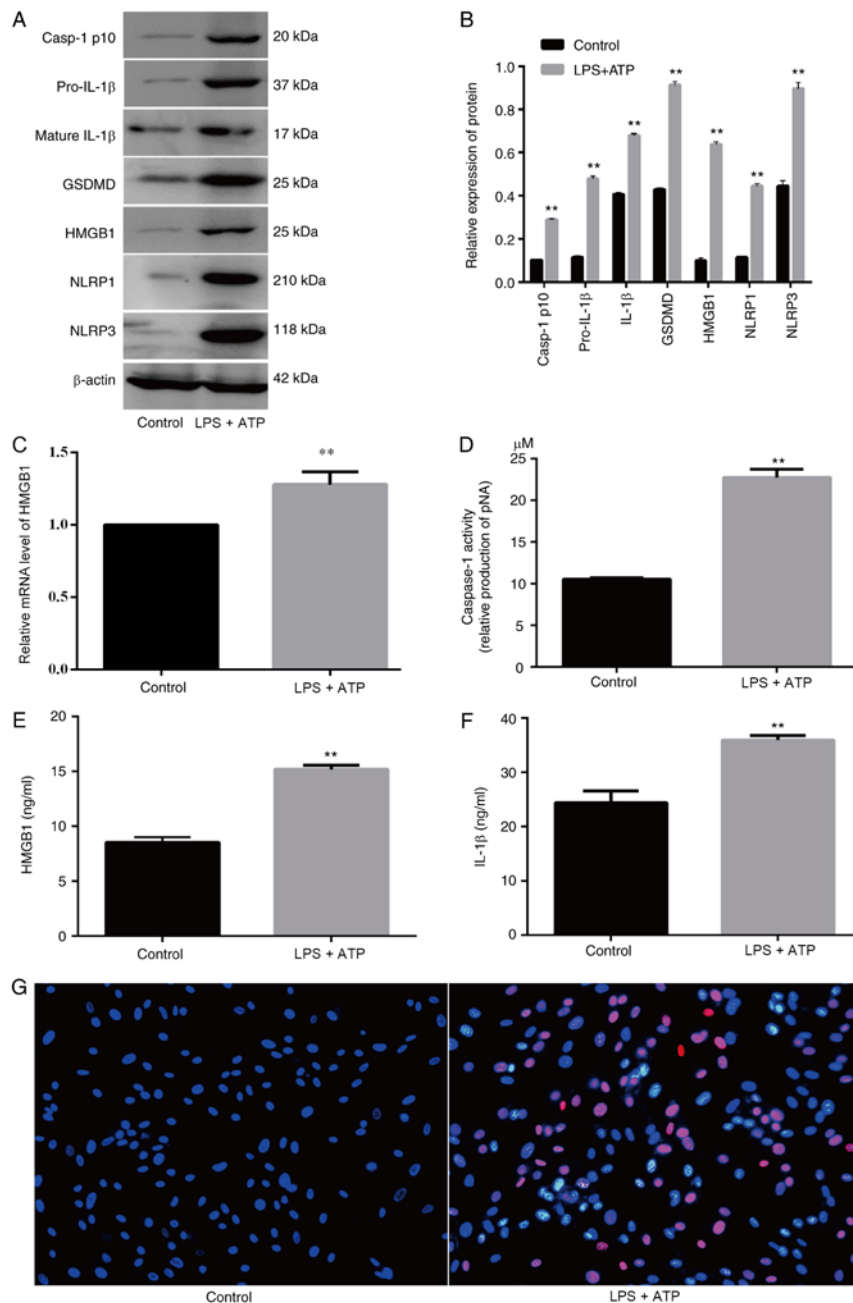 A
Casp-1 p10
20 kDa
Pro-IL-1β
37 kDa
Mature IL-1β
17 kDa
GSDMD
25 kDa
HMGB1
25 kDa
NLRP1
210 kDa
NLRP3
118 kDa
β-actin
42 kDa
Control LPS + ATP
B
Control
LPS+ATP
Relative expression of protein
1.0
0.8
0.6
0.4
0.2
0.0
**
**
**
**
**
**
**
Casp-1 p10
Pro-IL-1β
IL-1β
GSDMD
HMGB1
NLRP1
NLRP3
C
Relative mRNA level of HMGB1
1.5
1.0
0.5
0.0
**
Control
LPS + ATP
D
μM
Caspase-1 activity
(relative production of pNA)
25
20
15
10
5
0
**
Control
LPS + ATP
E
HMGB1 (ng/ml)
20
15
10
5
0
**
Control
LPS + ATP
F
IL-1β (ng/ml)
40
30
20
10
0
**
Control
LPS + ATP
G
Control
LPS + ATP